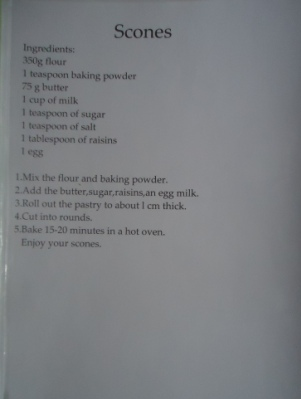 Scones
Ingredients:
350g flour
1 teaspoon baking powder
75 g butter
1 cup of milk
1 teaspoon of sugar
1 teaspoon of salt
1 tablespoon of raisins
1 egg
1.Mix the flour and baking powder.
2.Add the butter,sugar,raisins,an egg milk.
3.Roll out the pastry to about 1 cm thick.
4.Cut into rounds.
5.Bake 15-20 minutes in a hot oven.
Enjoy your scones.